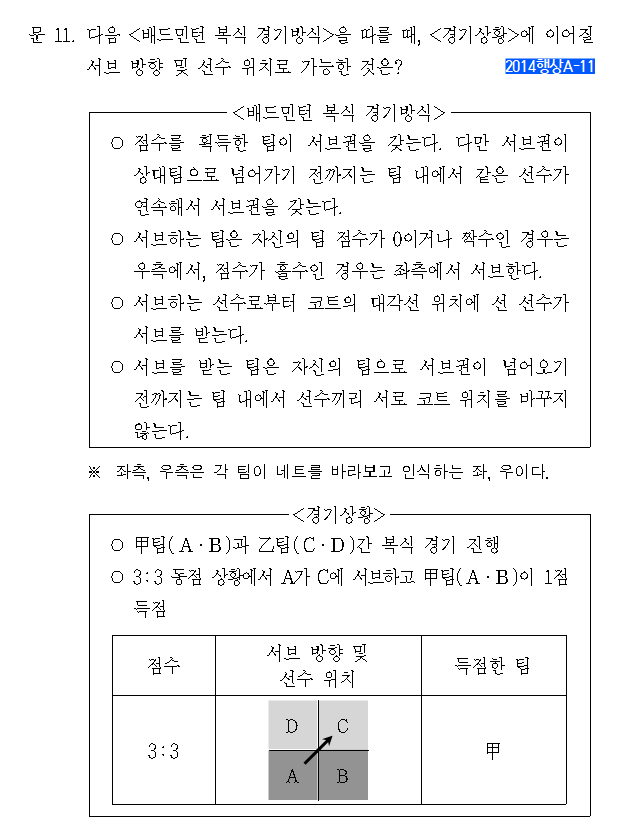 문 11. 다음 <배드민턴 복식 경기방식>을 따를 때, <경기상황>에 이어질
서브 방향 및 선수 위치로 가능한 것은?
2014행상A-11
<배드민턴 복식 경기방식>
○ 점수를 획득한 팀이 서브권을 갖는다. 다만 서브권이
상대팀으로 넘어가기 전까지는 팀 내에서 같은 선수가
연속해서 서브권을 갖는다.
○ 서브하는 팀은 자신의 팀 점수가 0이거나 짝수인 경우는
우측에서, 점수가 홀수인 경우는 좌측에서 서브한다.
○ 서브하는 선수로부터 코트의 대각선 위치에 선 선수가
서브를 받는다.
○ 서브를 받는 팀은 자신의 팀으로 서브권이 넘어오기
전까지는 팀 내에서 선수끼리 서로 코트 위치를 바꾸지
않는다.
※ 좌측, 우측은 각 팀이 네트를 바라보고 인식하는 좌, 우이다.
<경기상황>
○ 甲팀(A·B)과 乙팀(C·D)간 복식 경기 진행
○ 3:3 동점 상황에서 A가 C에 서브하고 甲팀(A·B)이 1점
득점
점수
서브 방향 및
선수 위치
득점한 팀
3:3
D C
A B
甲